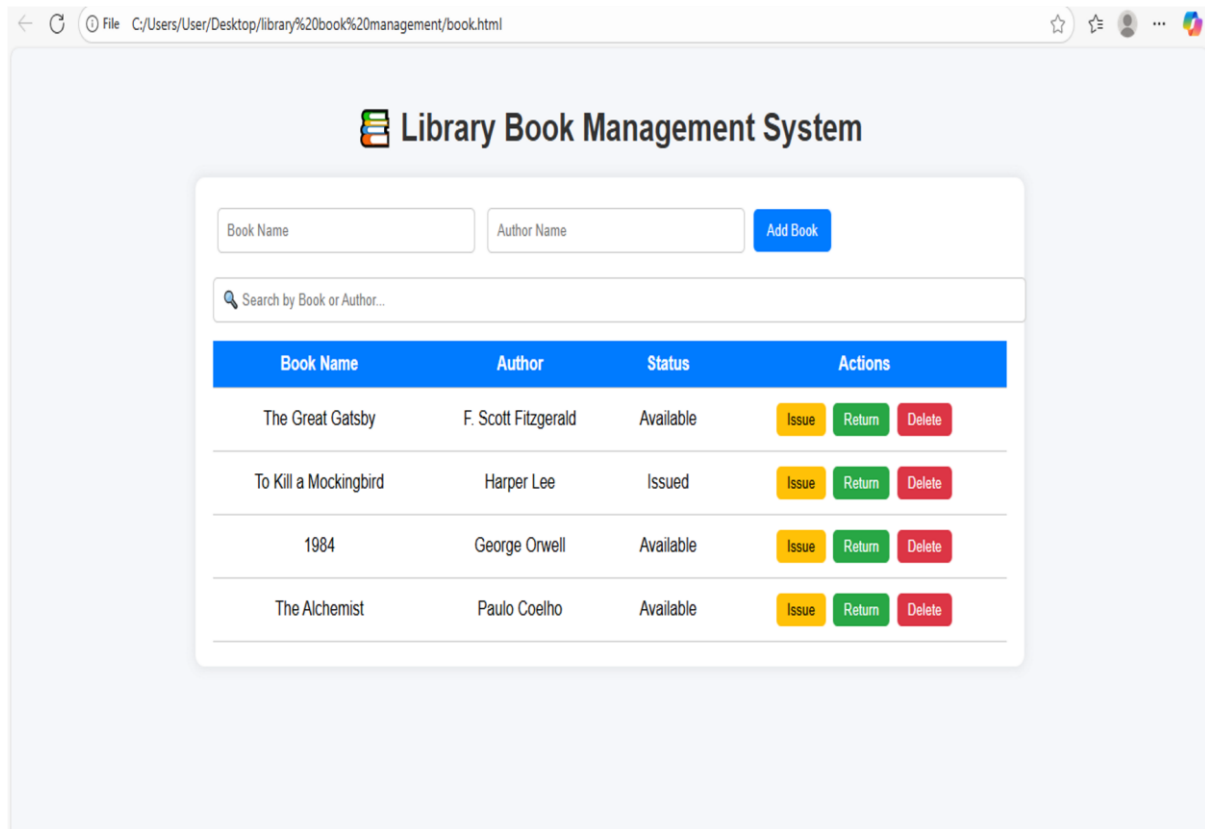 File C:/Users/User/Desktop/library%20book%20management/book.html
Library Book Management System
Book Name Author Name Add Book
Search by Book or Author...
Book Name Author Status Actions
The Great Gatsby F. Scott Fitzgerald Available Issue Return Delete
To Kill a Mockingbird Harper Lee Issued Issue Return Delete
1984 George Orwell Available Issue Return Delete
The Alchemist Paulo Coelho Available Issue Return Delete